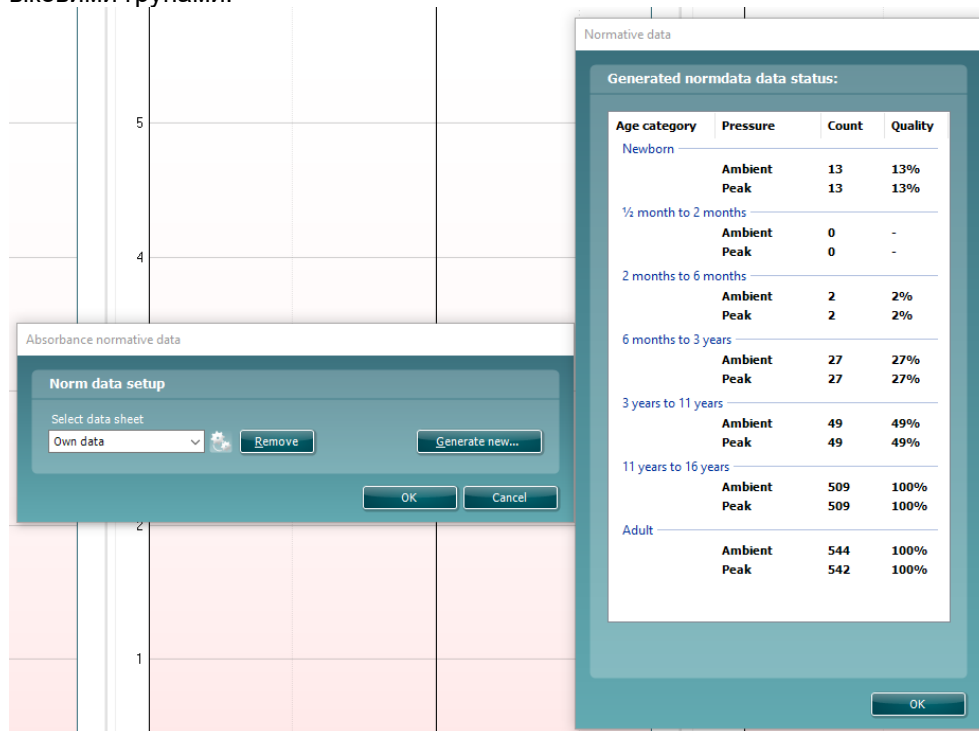 віковими групами.
Normative data
Generated normdata data status:
Age category Pressure Count Quality
Newborn
Ambient 13 13%
Peak 13 13%
½ month to 2 months
Ambient 0 -
Peak 0 -
2 months to 6 months
Ambient 2 2%
Peak 2 2%
6 months to 3 years
Ambient 27 27%
Peak 27 27%
3 years to 11 years
Ambient 49 49%
Peak 49 49%
11 years to 16 years
Ambient 509 100%
Peak 509 100%
Adult
Ambient 544 100%
Peak 542 100%
OK
Absorbance normative data
Norm data setup
Select data sheet
Own data Remove Generate new...
OK Cancel
5
4
2
1